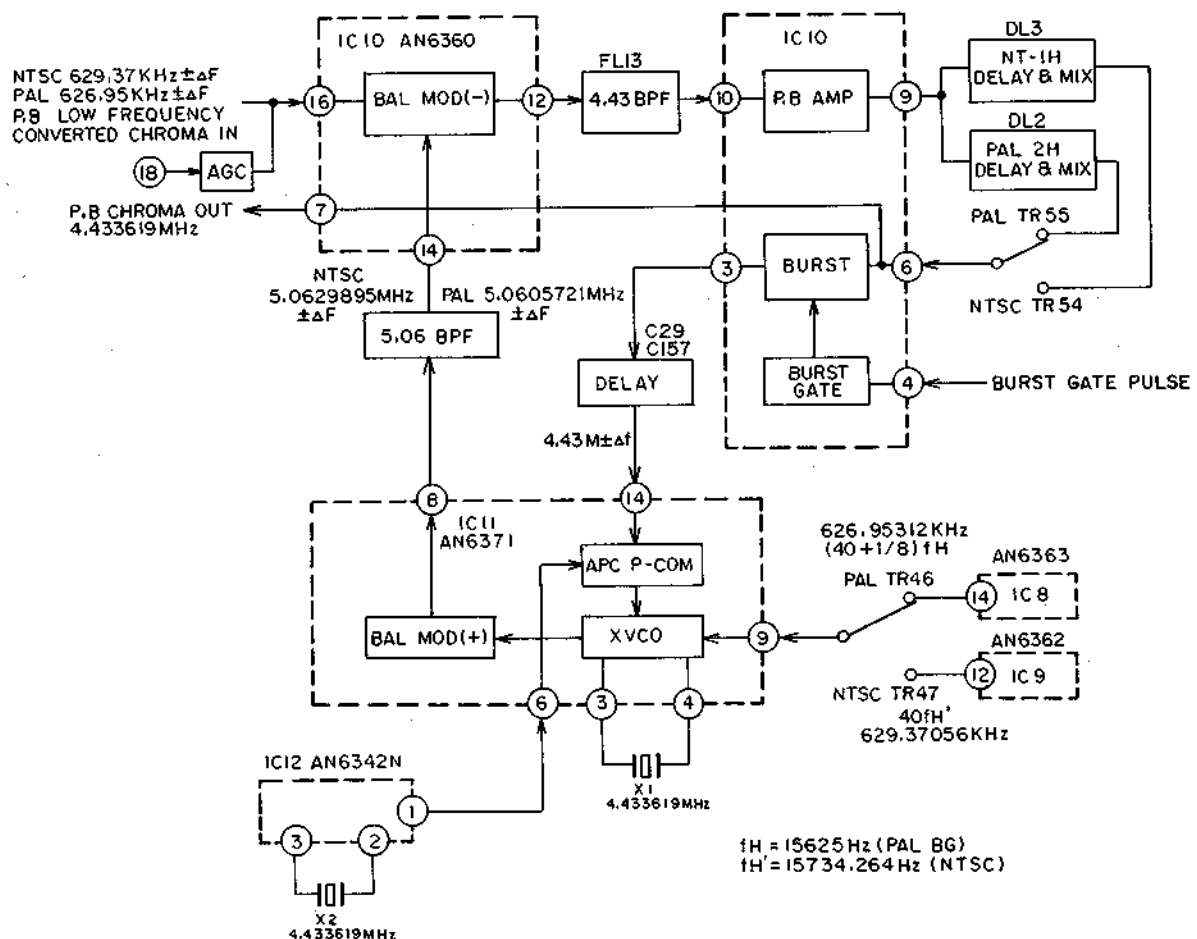 IC10 AN6360
NTSC 629.37KHz±ΔF
PAL 626.95KHz±ΔF
P.B LOW FREQUENCY
CONVERTED CHROMA IN
16
BAL MOD(-)
12
FL13
4.43 BPF
IC10
10
P.B AMP
9
DL3
NT-1H
DELAY & MIX
DL2
PAL 2H
DELAY & MIX
18
AGC
P.B CHROMA OUT
4.433619MHz
7
14
NTSC
5.0629895MHz
±ΔF
PAL 5.0605721MHz
±ΔF
5.06 BPF
3
BURST
6
PAL TR55
NTSC TR54
C29
C157
DELAY
BURST
GATE
4
BURST GATE PULSE
4.43M±Δf
8
IC11
AN6371
14
APC P-COM
BAL MOD(+)
XVCO
9
626.95312KHz
(40+1/8)fH
PAL TR46
AN6363
14
IC8
AN6362
12
IC9
NTSC TR47
40fH'
629.37056KHz
6
3
4
X1
4.433619MHz
IC12 AN6342N
1
3
2
X2
4.433619MHz
fH=15625Hz (PAL BG)
fH'=15734.264Hz (NTSC)